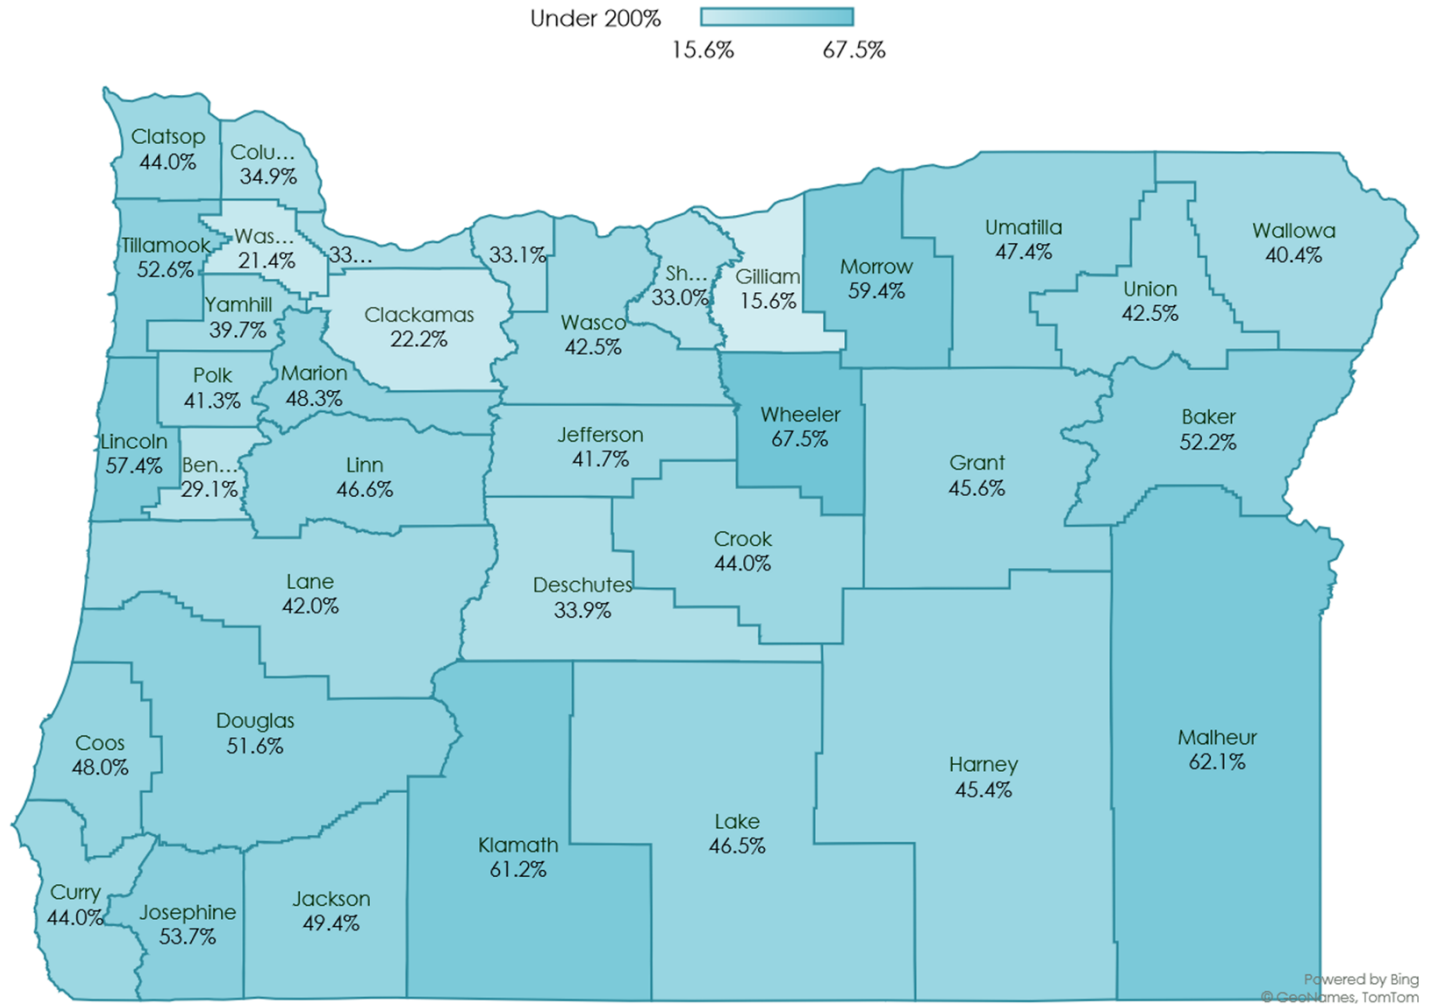 Under 200%
15.6% 67.5%
Clatsop
44.0%
Colu...
34.9%
Tillamook
52.6%
Was...
21.4%
33...
33.1%
Sh...
33.0%
Gilliam
15.6%
Morrow
59.4%
Umatilla
47.4%
Union
42.5%
Wallowa
40.4%
Yamhill
39.7%
Clackamas
22.2%
Wasco
42.5%
Polk
41.3%
Marion
48.3%
Lincoln
57.4%
Ben...
29.1%
Linn
46.6%
Jefferson
41.7%
Wheeler
67.5%
Grant
45.6%
Baker
52.2%
Crook
44.0%
Lane
42.0%
Deschutes
33.9%
Douglas
51.6%
Coos
48.0%
Harney
45.4%
Malheur
62.1%
Klamath
61.2%
Lake
46.5%
Curry
44.0%
Josephine
53.7%
Jackson
49.4%
Powered by Bing
© GeoNames, TomTom